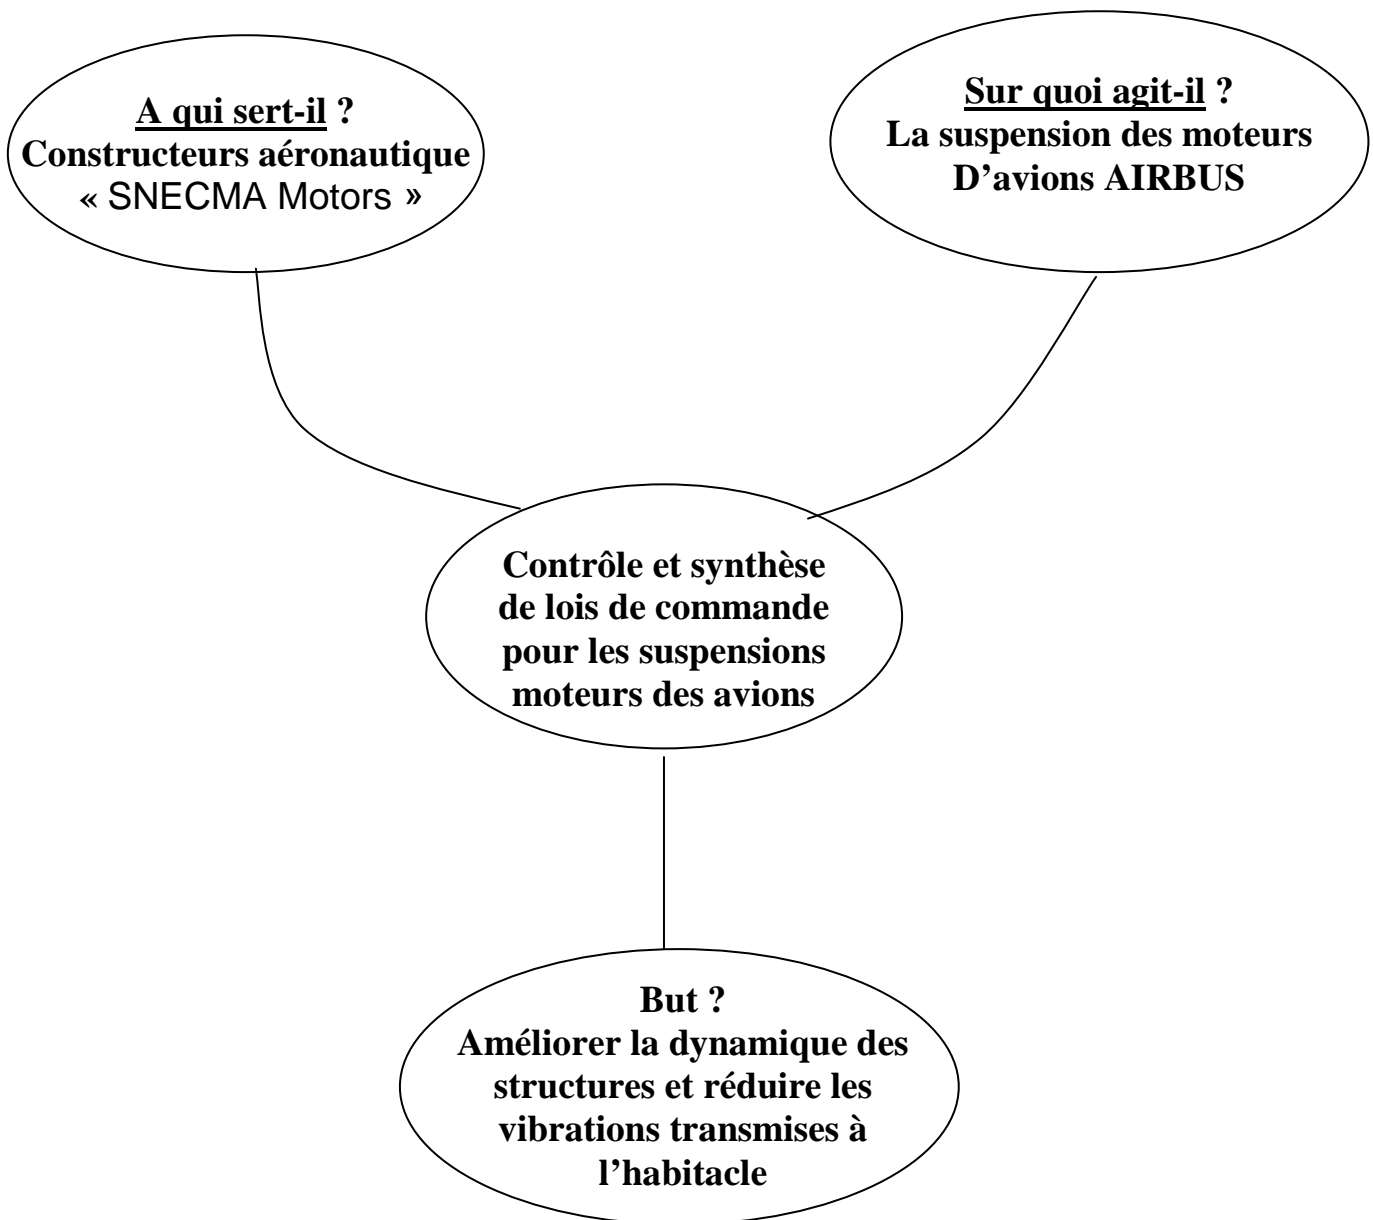 A qui sert-il ?
Constructeurs aéronautique
« SNECMA Motors »
Sur quoi agit-il ?
La suspension des moteurs
D’avions AIRBUS
Contrôle et synthèse
de lois de commande
pour les suspensions
moteurs des avions
But ?
Améliorer la dynamique des
structures et réduire les
vibrations transmises à
l’habitacle